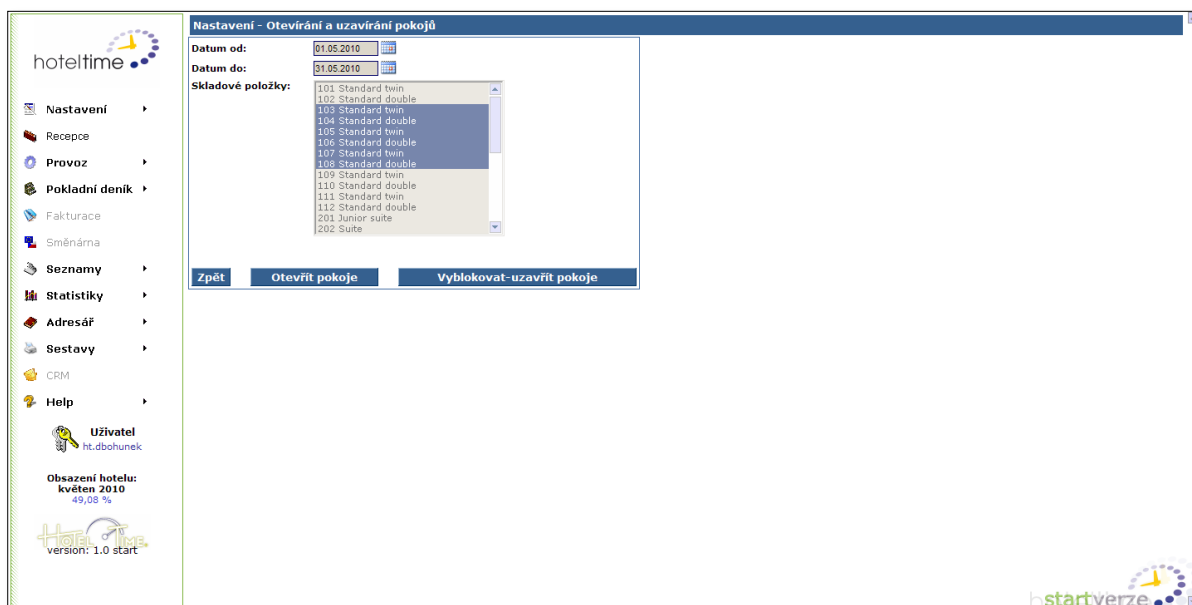 hoteltime
Nastavení
Recepce
Provoz
Pokladní deník
Fakturace
Směnárna
Seznamy
Statistiky
Adresář
Sestavy
CRM
Help
Uživatel
ht.dbohunek
Obsazení hotelu:
květen 2010
49,08 %
HOTEL TIME.
version: 1.0 start
Nastavení - Otevírání a uzavírání pokojů
Datum od: 01.05.2010
Datum do: 31.05.2010
Skladové položky:
101 Standard twin
102 Standard double
103 Standard twin
104 Standard double
105 Standard twin
106 Standard double
107 Standard twin
108 Standard double
109 Standard twin
110 Standard double
111 Standard twin
112 Standard double
201 Junior suite
202 Suite
Zpět Otevřít pokoje Vyblokovat-uzavřít pokoje
startverze